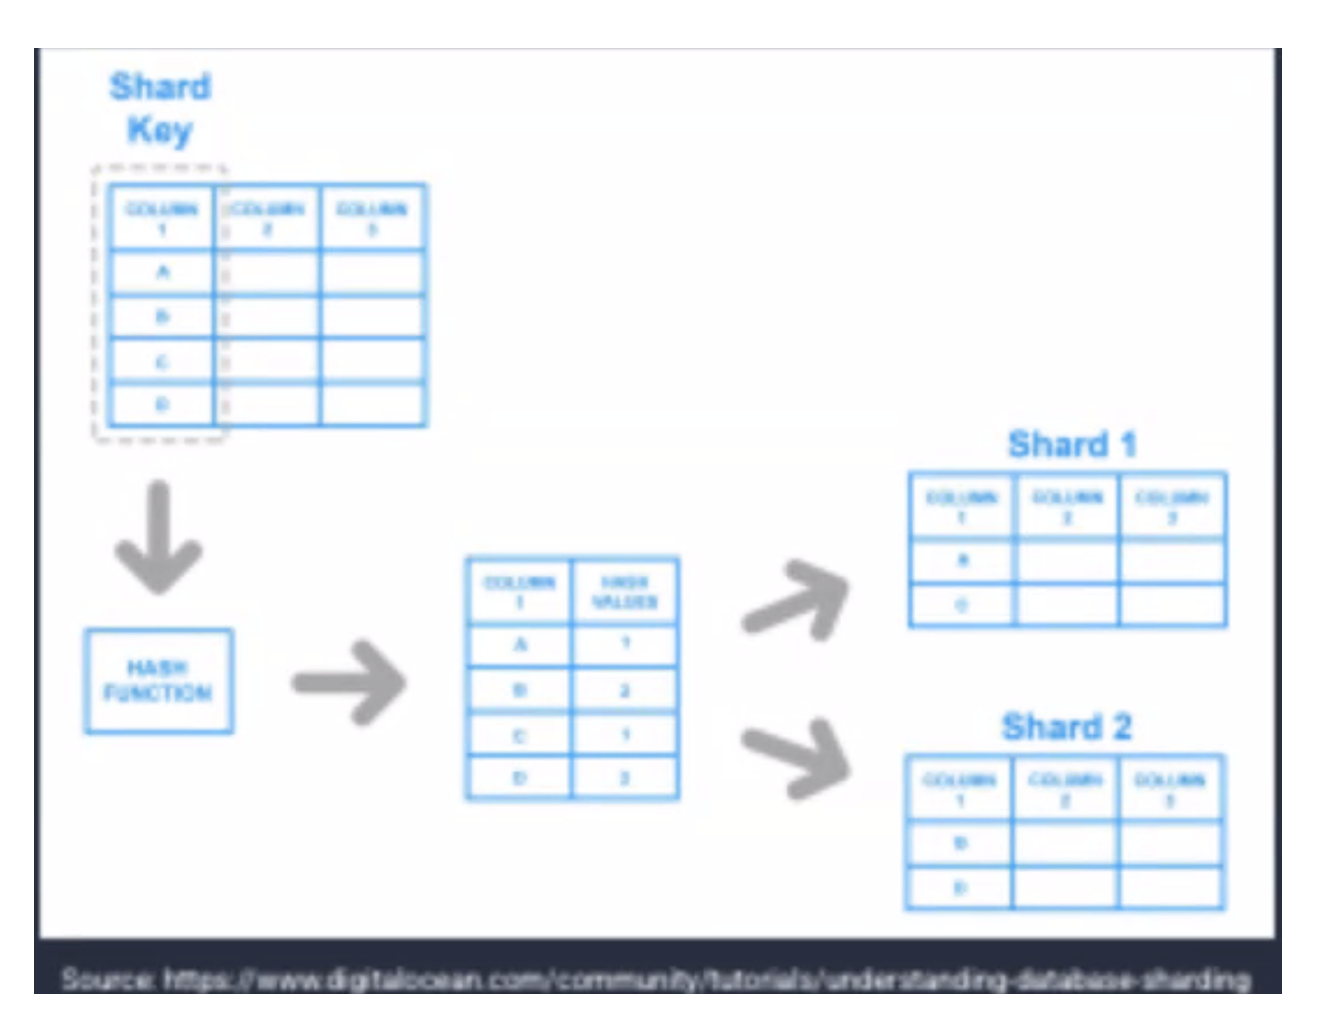 Shard
Key
COLUMN
1
COLUMN
2
COLUMN
3
A
B
C
D
HASH
FUNCTION
COLUMN
1
HASH
VALUES
A
1
B
2
C
1
D
2
Shard 1
COLUMN
1
COLUMN
2
COLUMN
3
A
C
Shard 2
COLUMN
1
COLUMN
2
COLUMN
3
B
D
Source: https://www.digitalocean.com/community/tutorials/understanding-database-sharding